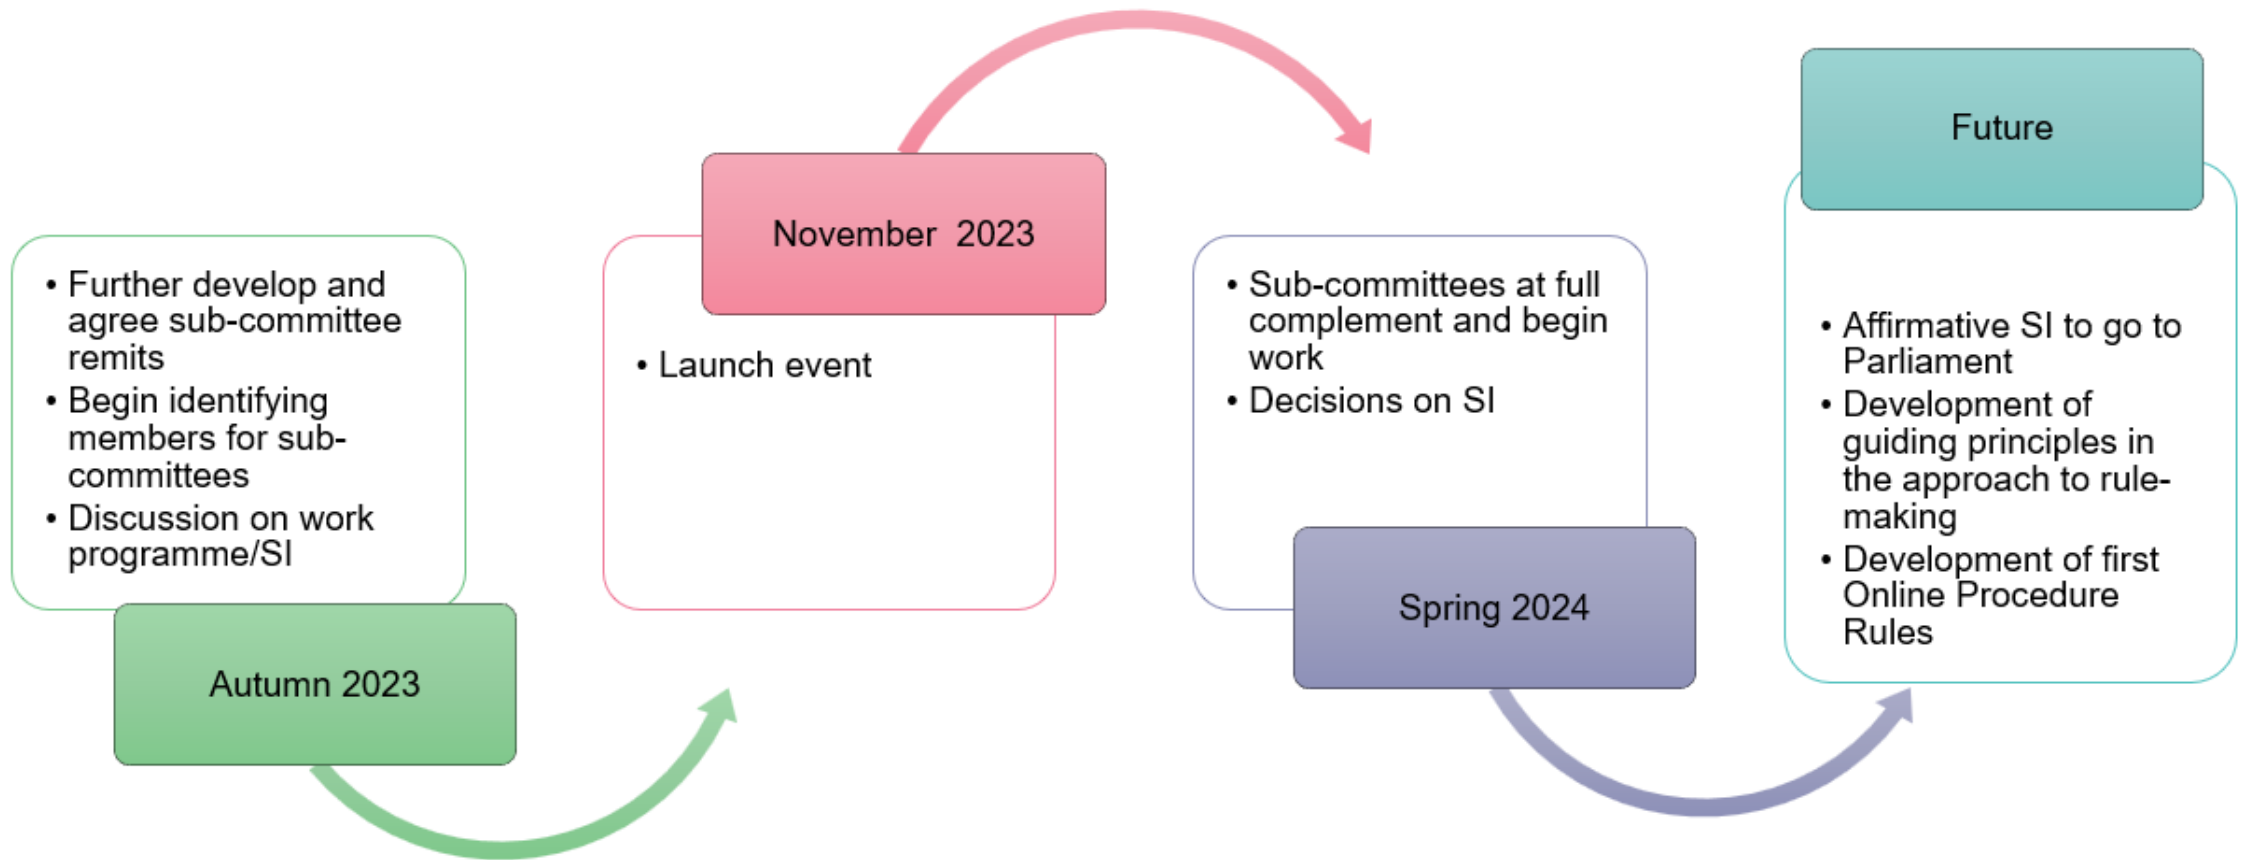 • Further develop and
agree sub-committee
remits
• Begin identifying
members for sub-
committees
• Discussion on work
programme/SI
Autumn 2023
November  2023
• Launch event
• Sub-committees at full
complement and begin
work
• Decisions on SI
Spring 2024
Future
• Affirmative SI to go to
Parliament
• Development of
guiding principles in
the approach to rule-
making
• Development of first
Online Procedure
Rules